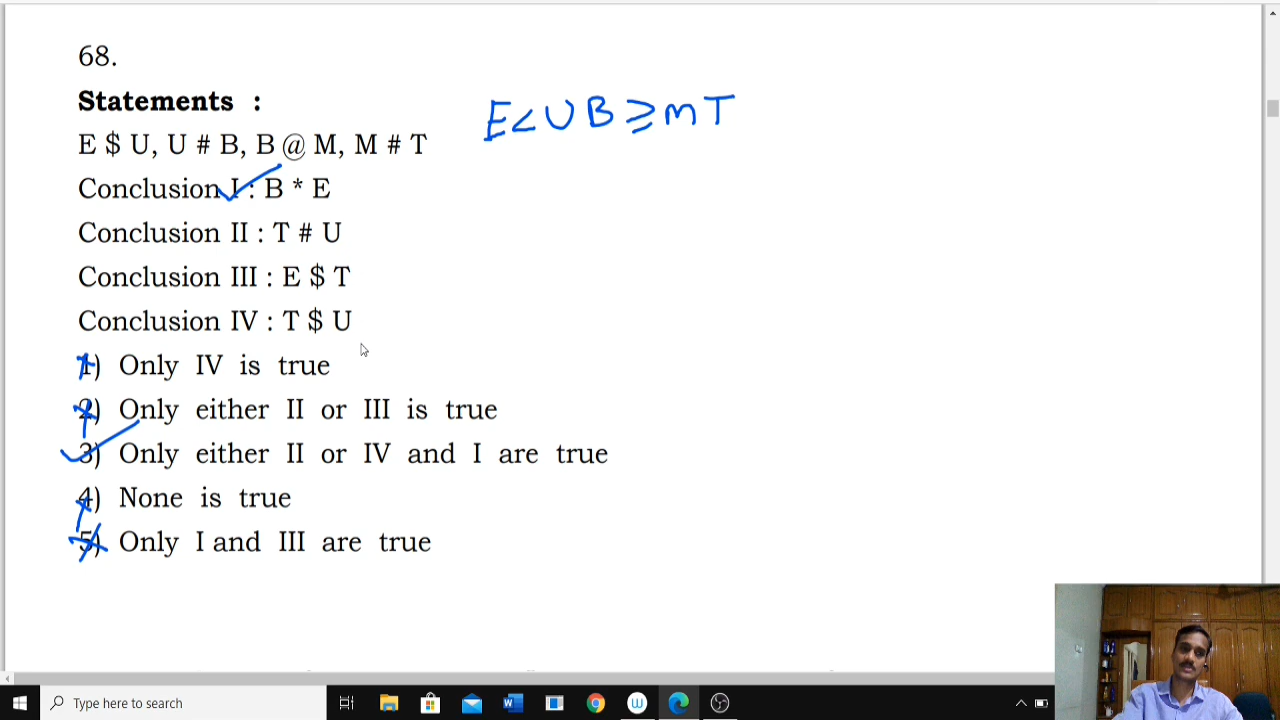 68.
Statements :
E $ U, U # B, B @ M, M # T
E < U B ⩾ M T
Conclusion I : B * E
Conclusion II : T # U
Conclusion III : E $ T
Conclusion IV : T $ U
1) Only IV is true
2) Only either II or III is true
3) Only either II or IV and I are true
4) None is true
5) Only I and III are true
Type here to search